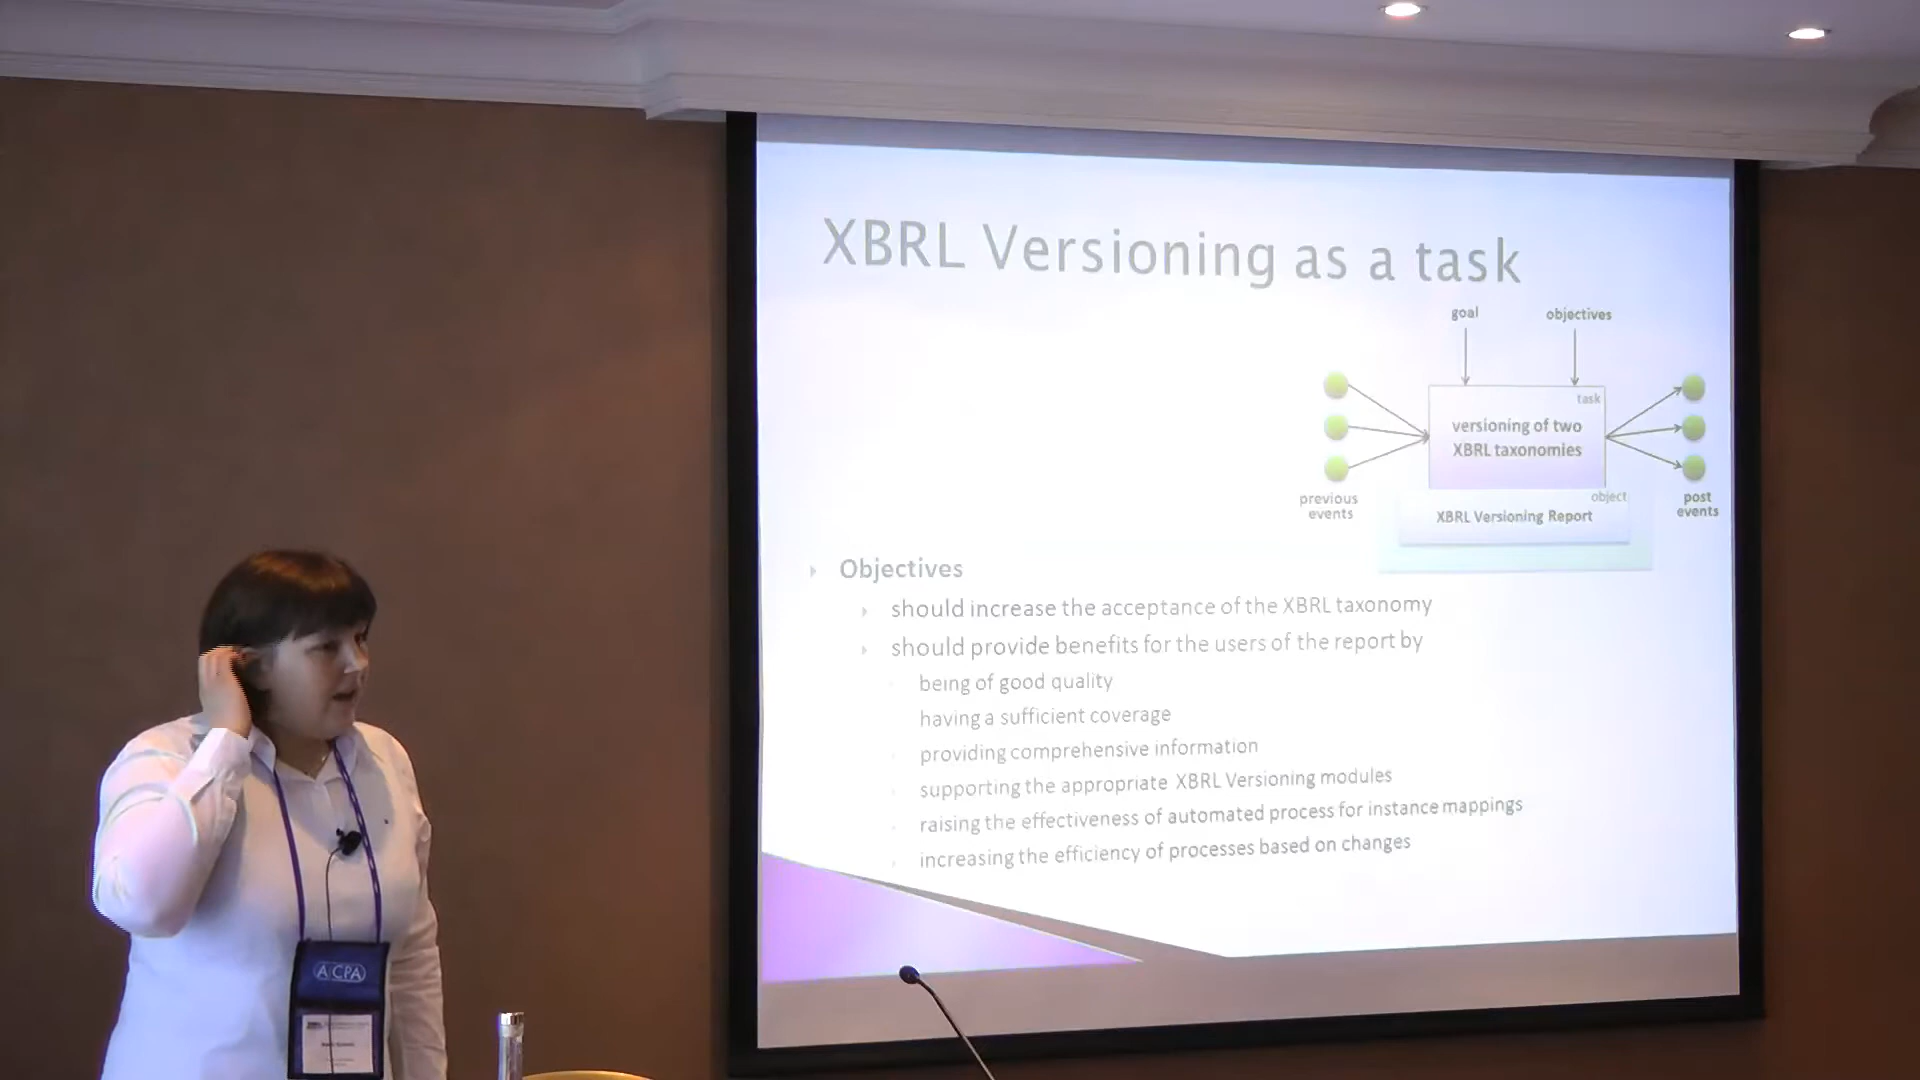 XBRL Versioning as a task
goal
objectives
task
versioning of two
XBRL taxonomies
object
XBRL Versioning Report
previous
events
post
events
Objectives
should increase the acceptance of the XBRL taxonomy
should provide benefits for the users of the report by
being of good quality
having a sufficient coverage
providing comprehensive information
supporting the appropriate XBRL Versioning modules
raising the effectiveness of automated process for instance mappings
increasing the efficiency of processes based on changes
AICPA